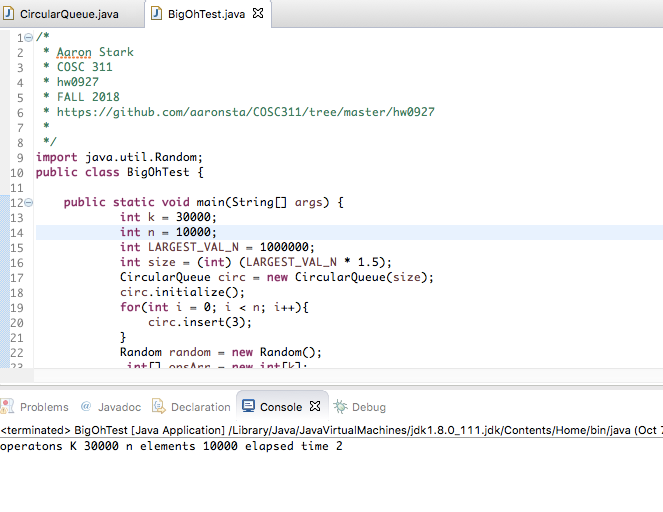 CircularQueue.java
BigOhTest.java
1 /*
2 * Aaron Stark
3 * COSC 311
4 * hw0927
5 * FALL 2018
6 * https://github.com/aaronsta/COSC311/tree/master/hw0927
7 *
8 */
9 import java.util.Random;
10 public class BigOhTest {
11
12 public static void main(String[] args) {
13 int k = 30000;
14 int n = 10000;
15 int LARGEST_VAL_N = 1000000;
16 int size = (int) (LARGEST_VAL_N * 1.5);
17 CircularQueue circ = new CircularQueue(size);
18 circ.initialize();
19 for(int i = 0; i < n; i++){
20 circ.insert(3);
21 }
22 Random random = new Random();
23 int[] opsArr = new int[k];
Problems @ Javadoc Declaration Console Debug
<terminated> BigOhTest [Java Application] /Library/Java/JavaVirtualMachines/jdk1.8.0_111.jdk/Contents/Home/bin/java (Oct 7
operatons K 30000 n elements 10000 elapsed time 2